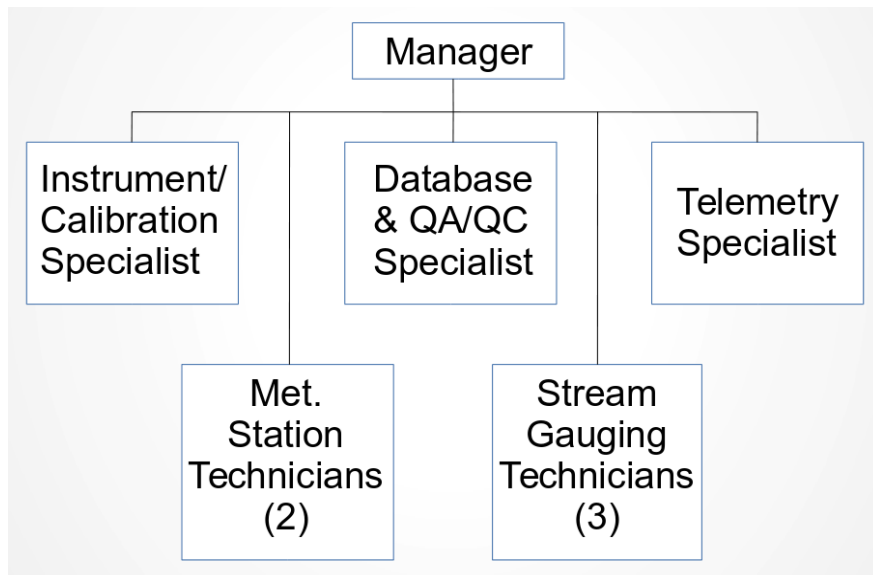 Manager
Instrument/
Calibration
Specialist
Database
& QA/QC
Specialist
Telemetry
Specialist
Met.
Station
Technicians
(2)
Stream
Gauging
Technicians
(3)